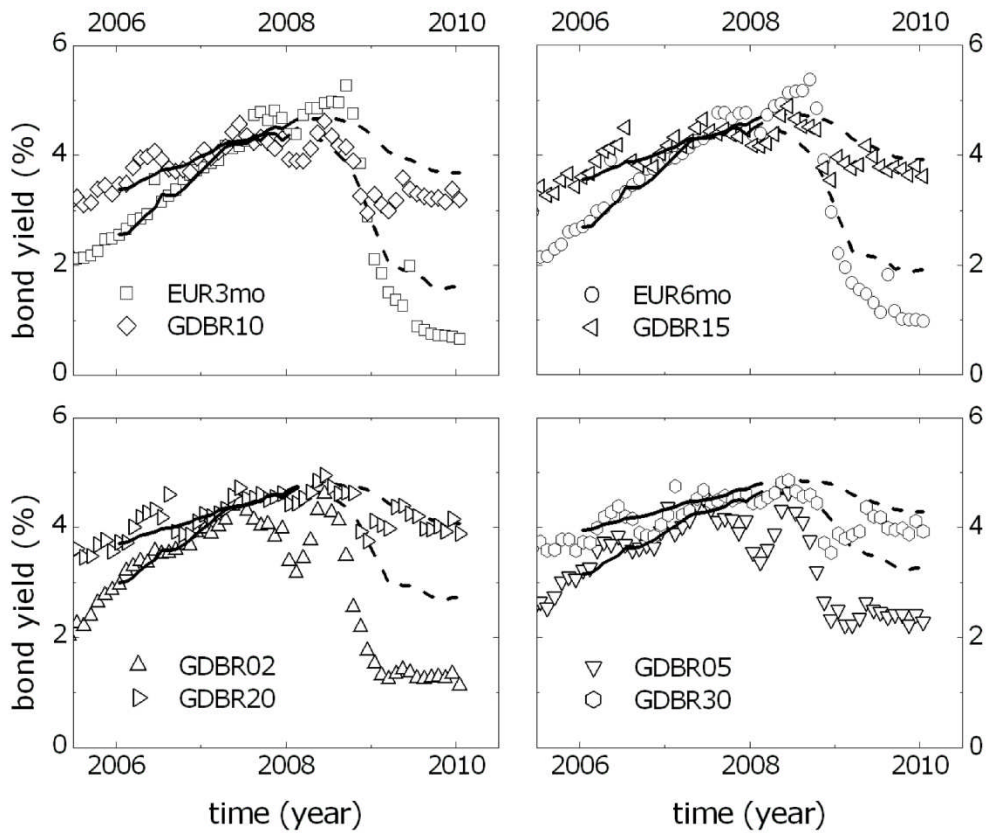 2006 2008 2010 2006 2008 2010
6 6
4 4
2 2
0 0
bond yield (%)
EUR3mo
GDBR10
EUR6mo
GDBR15
6 6
4 4
2 2
0 0
bond yield (%)
GDBR02
GDBR20
GDBR05
GDBR30
2006 2008 2010 2006 2008 2010
time (year) time (year)